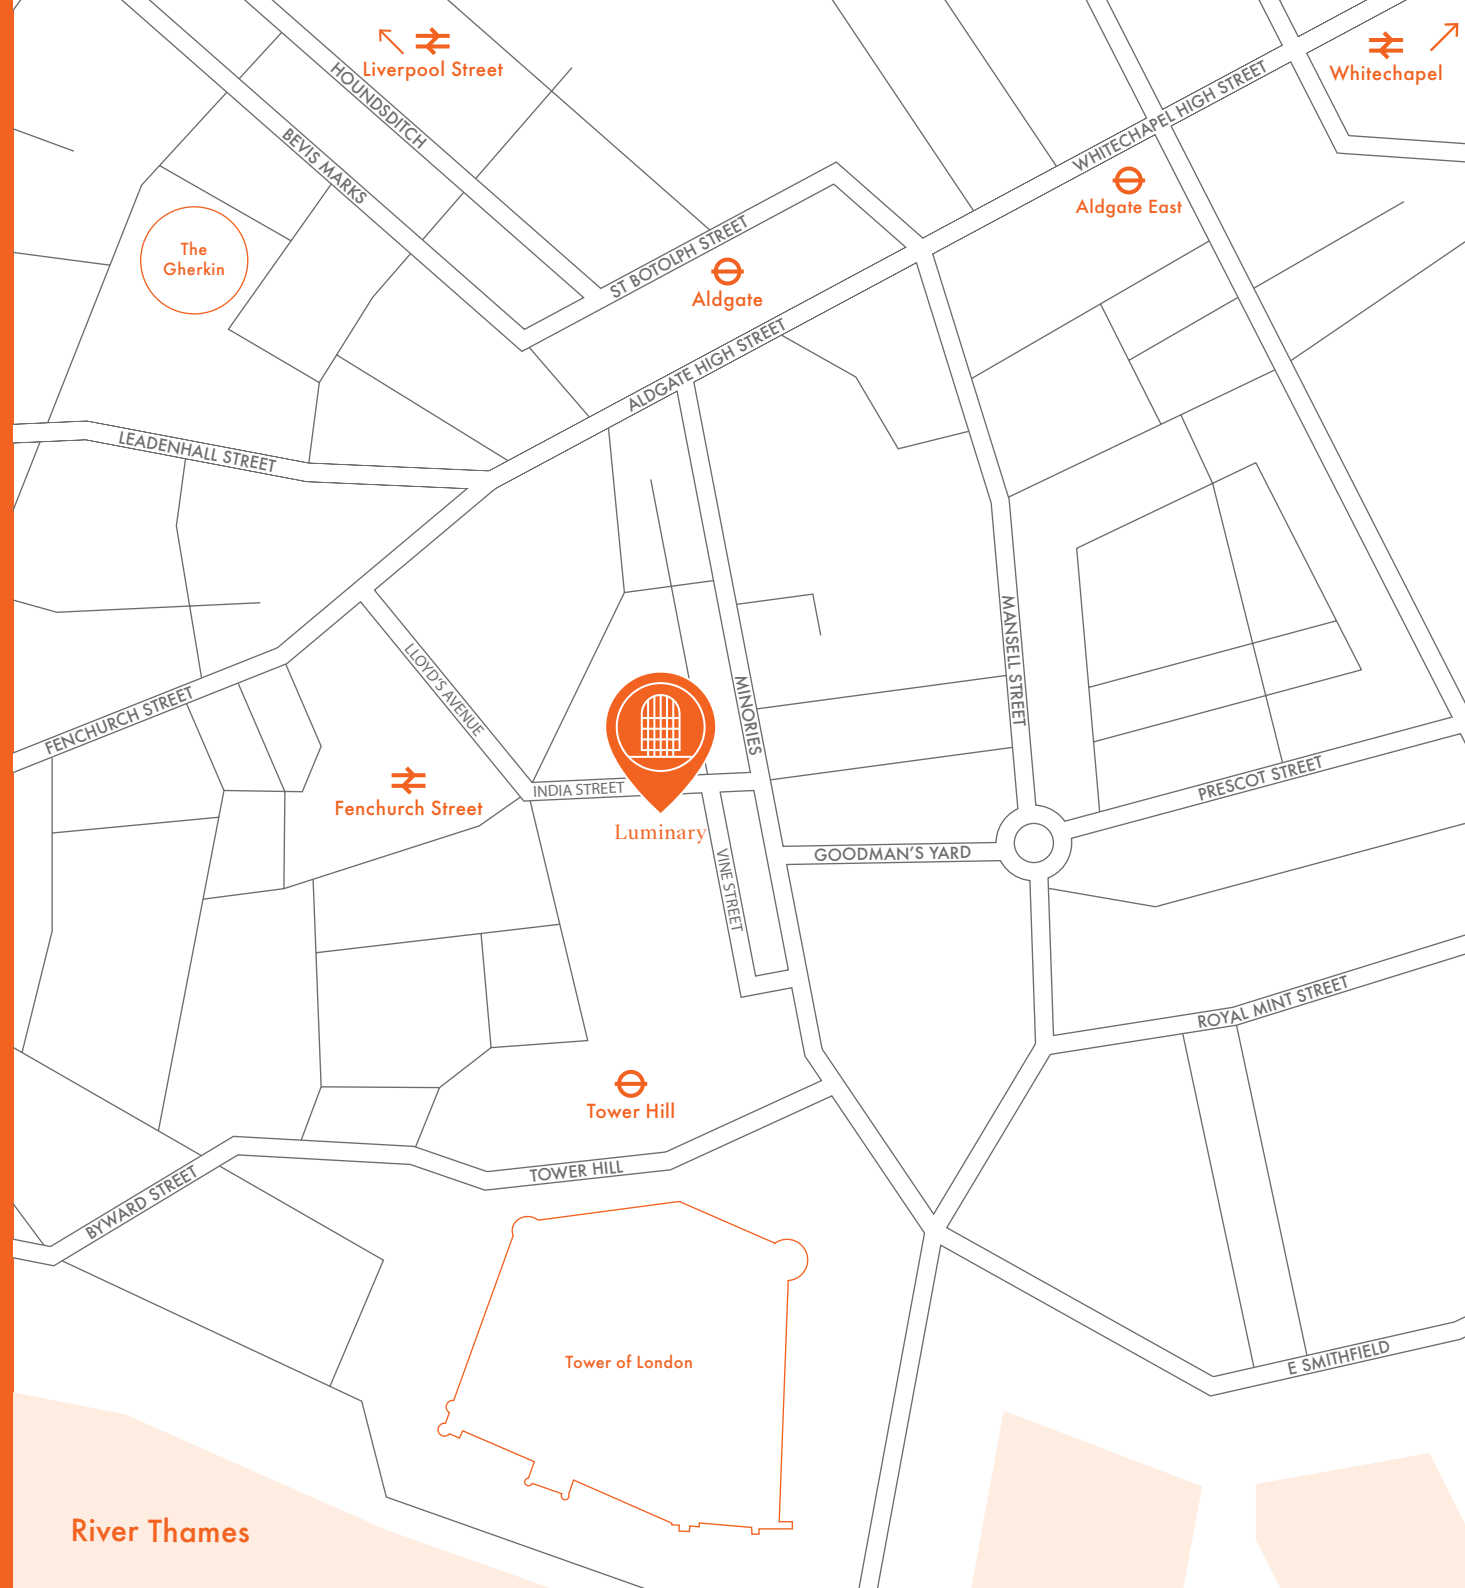 Liverpool Street
Whitechapel
HOUNDSDITCH
BEVIS MARKS
WHITECHAPEL HIGH STREET
Aldgate East
The
Gherkin
ST BOTOLPH STREET
Aldgate
ALDGATE HIGH STREET
LEADENHALL STREET
MANSELL STREET
LLOYD'S AVENUE
MINORIES
FENCHURCH STREET
Fenchurch Street
INDIA STREET
PRESCOT STREET
Luminary
GOODMAN'S YARD
VINE STREET
ROYAL MINT STREET
Tower Hill
TOWER HILL
BYWARD STREET
Tower of London
E SMITHFIELD
River Thames